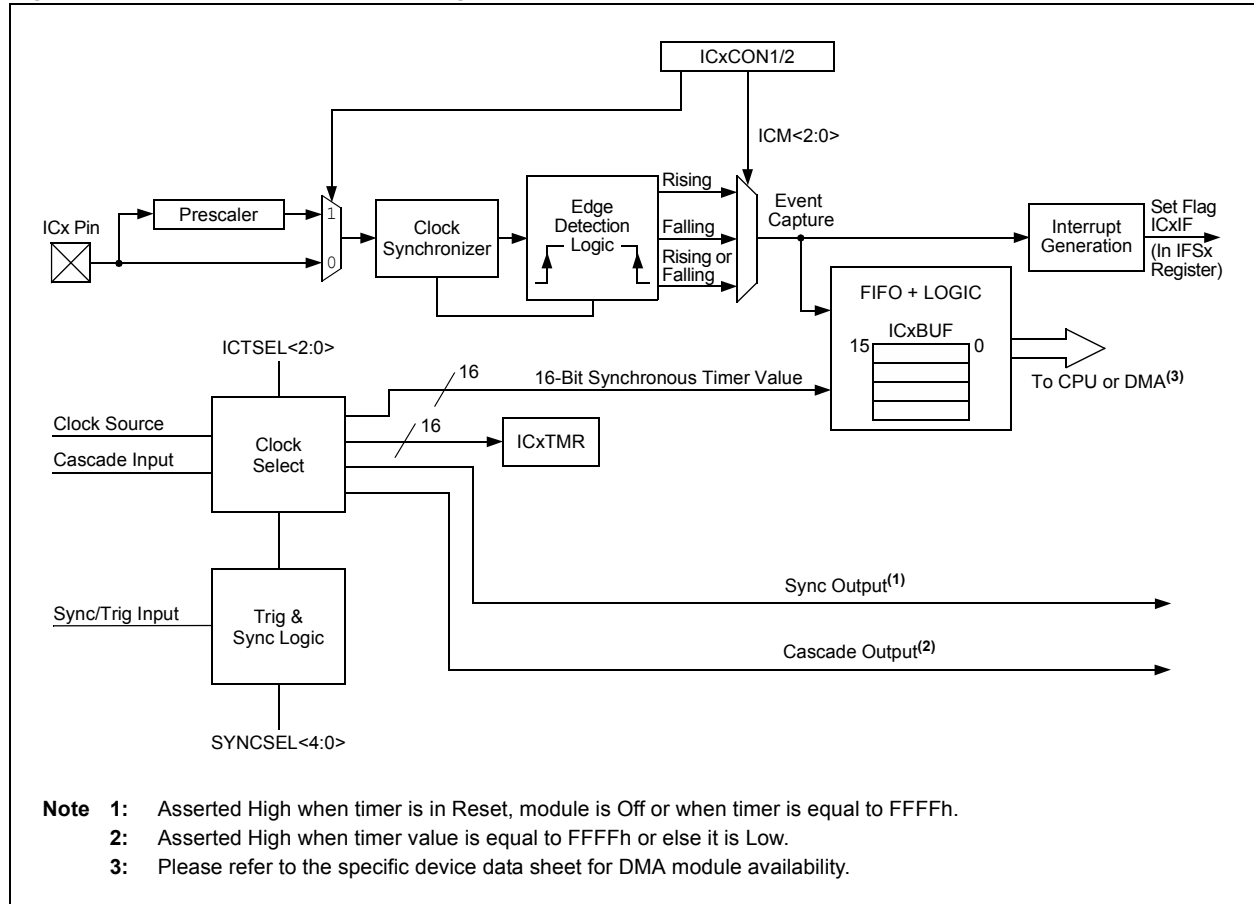 ICxCON1/2
ICM<2:0>
ICx Pin
Prescaler
1
0
Clock
Synchronizer
Edge
Detection
Logic
Rising
Falling
Rising or
Falling
Event
Capture
Interrupt
Generation
Set Flag
ICxIF
(In IFSx
Register)
FIFO + LOGIC
ICxBUF
15
0
To CPU or DMA(3)
ICTSEL<2:0>
16
16-Bit Synchronous Timer Value
Clock Source
Cascade Input
Clock
Select
16
ICxTMR
Sync/Trig Input
Trig &
Sync Logic
SYNCSEL<4:0>
Sync Output(1)
Cascade Output(2)
Note 1: Asserted High when timer is in Reset, module is Off or when timer is equal to FFFFh.
2: Asserted High when timer value is equal to FFFFh or else it is Low.
3: Please refer to the specific device data sheet for DMA module availability.